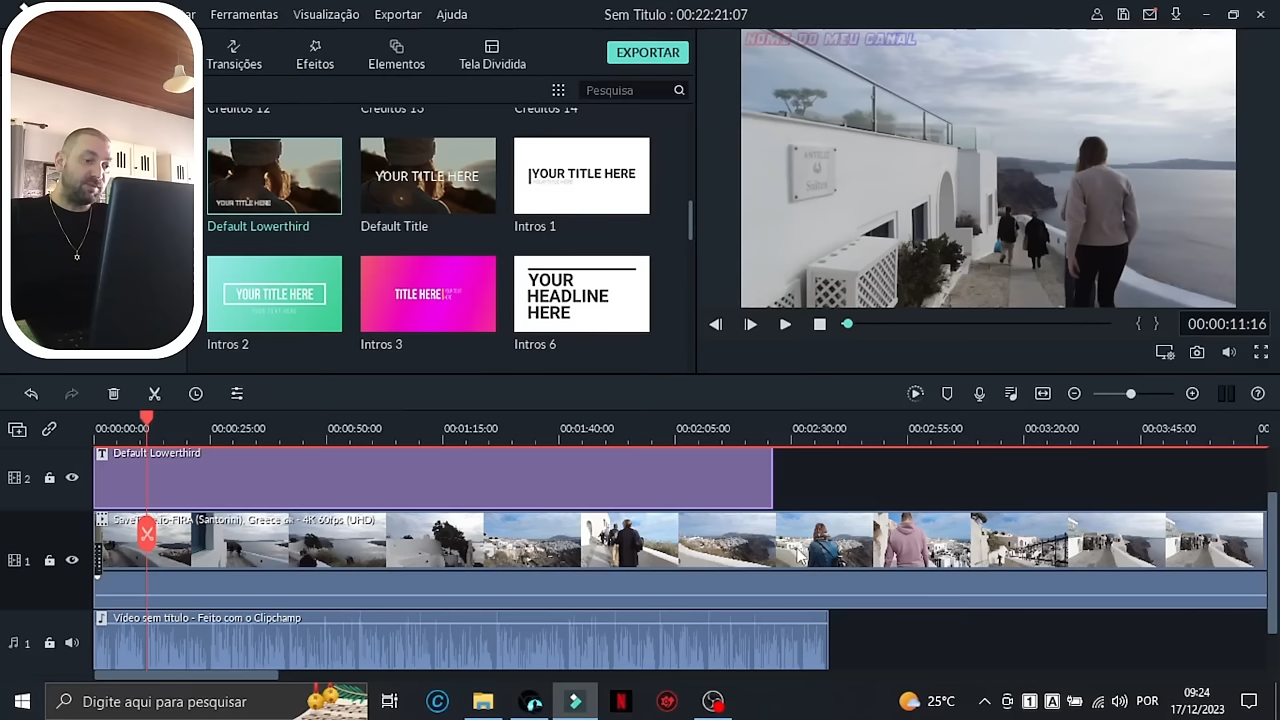 Ferramentas Visualização Exportar Ajuda
Sem Titulo : 00:22:21:07
Transições
Efeitos
Elementos
Tela Dividida
EXPORTAR
Pesquisa
Créditos 12
Créditos 13
Créditos 14
YOUR TITLE HERE
YOUR TITLE HERE
YOUR TITLE HERE
Default Lowerthird
Default Title
Intros 1
YOUR TITLE HERE
TITLE HERE
YOUR
HEADLINE
HERE
Intros 2
Intros 3
Intros 6
NOME DO MEU CANAL
00:00:11:16
00:00:00:00
00:00:25:00
00:00:50:00
00:01:15:00
00:01:40:00
00:02:05:00
00:02:30:00
00:02:55:00
00:03:20:00
00:03:45:00
2
T Default Lowerthird
1
FIRA (Santorini), Greece
- 4K 60fps (UHD)
1
Vídeo sem título - Feito com o Clipchamp
Digite aqui para pesquisar
25°C
POR
09:24
17/12/2023